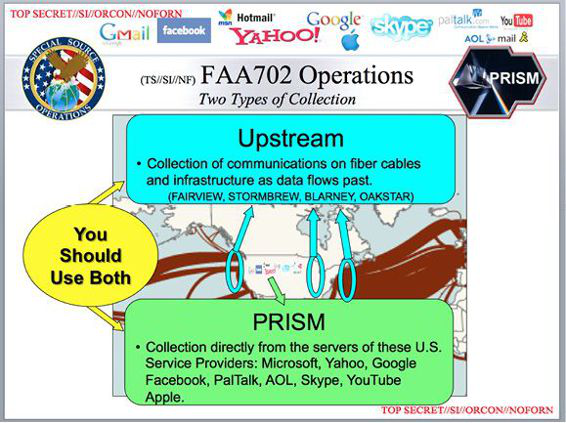 TOP SECRET//SI//ORCON//NOFORN
Gmail
facebook
msn Hotmail
YAHOO!
Google
skype
paltalk.com
YouTube
AOL mail
SPECIAL SOURCE OPERATIONS
(TS//SI//NF) FAA702 Operations
Two Types of Collection
PRISM
Upstream
• Collection of communications on fiber cables
and infrastructure as data flows past.
(FAIRVIEW, STORMBREW, BLARNEY, OAKSTAR)
You
Should
Use Both
PRISM
• Collection directly from the servers of these U.S.
Service Providers: Microsoft, Yahoo, Google
Facebook, PalTalk, AOL, Skype, YouTube
Apple.
TOP SECRET//SI//ORCON//NOFORN